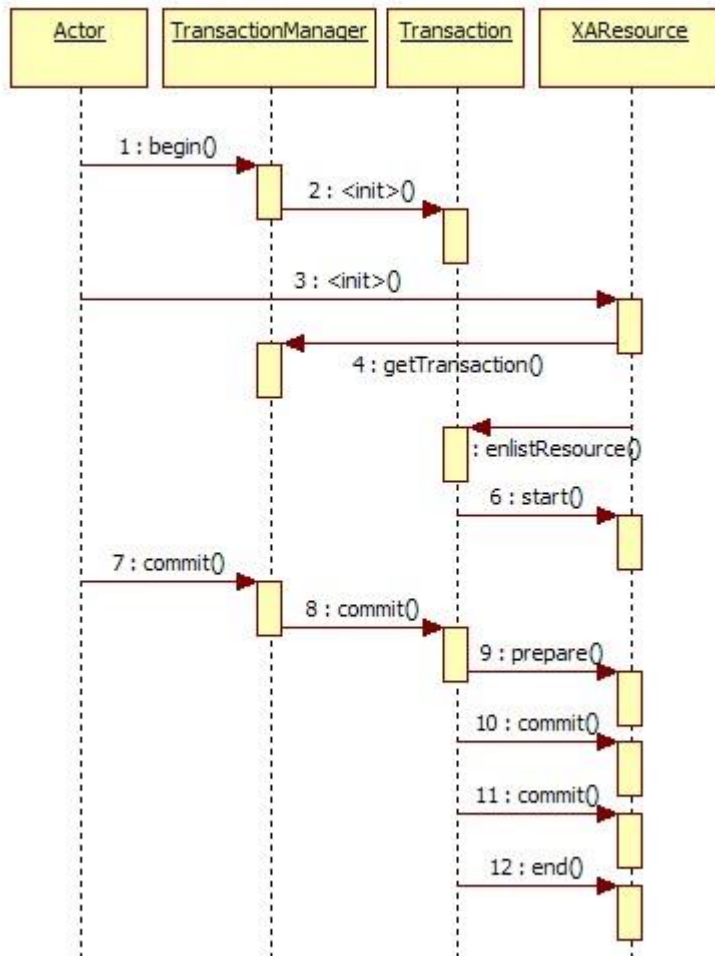 Actor TransactionManager Transaction XAResource
1 : begin()
2 : <init>()
3 : <init>()
4 : getTransaction()
: enlistResource()
6 : start()
7 : commit()
8 : commit()
9 : prepare()
10 : commit()
11 : commit()
12 : end()